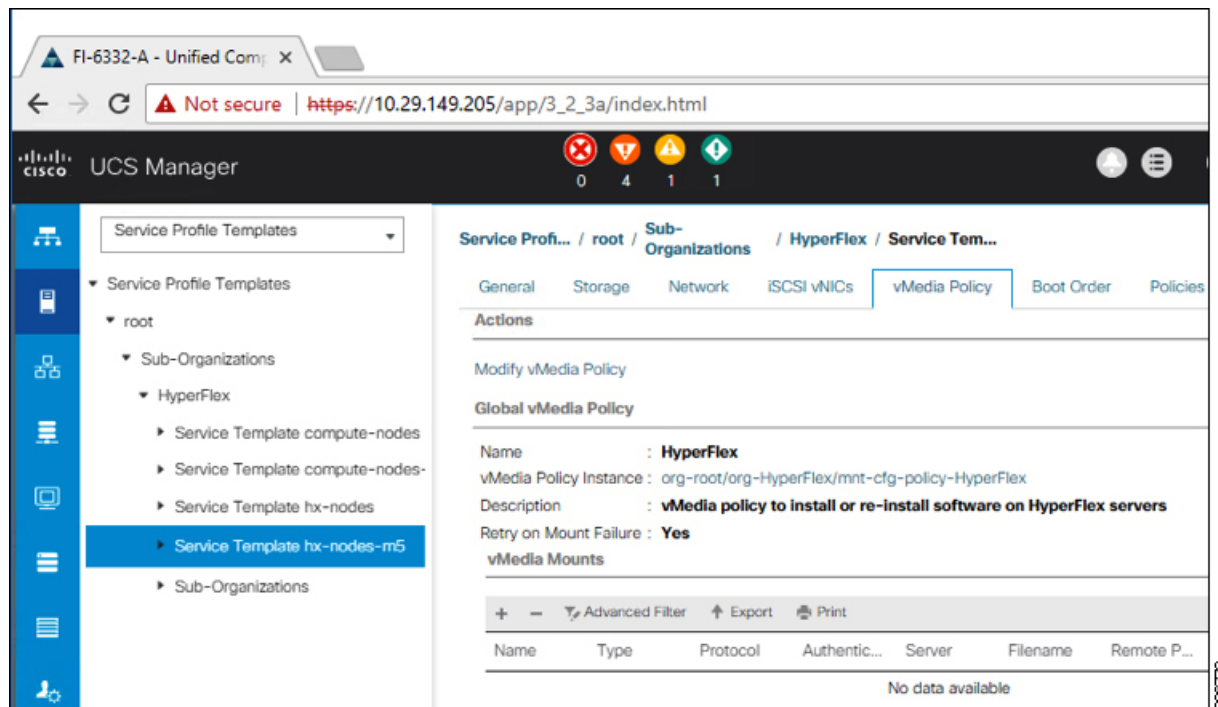 FI-6332-A - Unified Comp
Not secure | https://10.29.149.205/app/3_2_3a/index.html
cisco UCS Manager
0 4 1 1
Service Profile Templates
Service Profile Templates
root
Sub-Organizations
HyperFlex
Service Template compute-nodes
Service Template compute-nodes-
Service Template hx-nodes
Service Template hx-nodes-m5
Sub-Organizations
Service Profi... / root / Sub-Organizations / HyperFlex / Service Tem...
General Storage Network iSCSI vNICs vMedia Policy Boot Order Policies
Actions
Modify vMedia Policy
Global vMedia Policy
Name : HyperFlex
vMedia Policy Instance : org-root/org-HyperFlex/mnt-cfg-policy-HyperFlex
Description : vMedia policy to install or re-install software on HyperFlex servers
Retry on Mount Failure : Yes
vMedia Mounts
+ − Advanced Filter Export Print
Name Type Protocol Authentic... Server Filename Remote P...
No data available